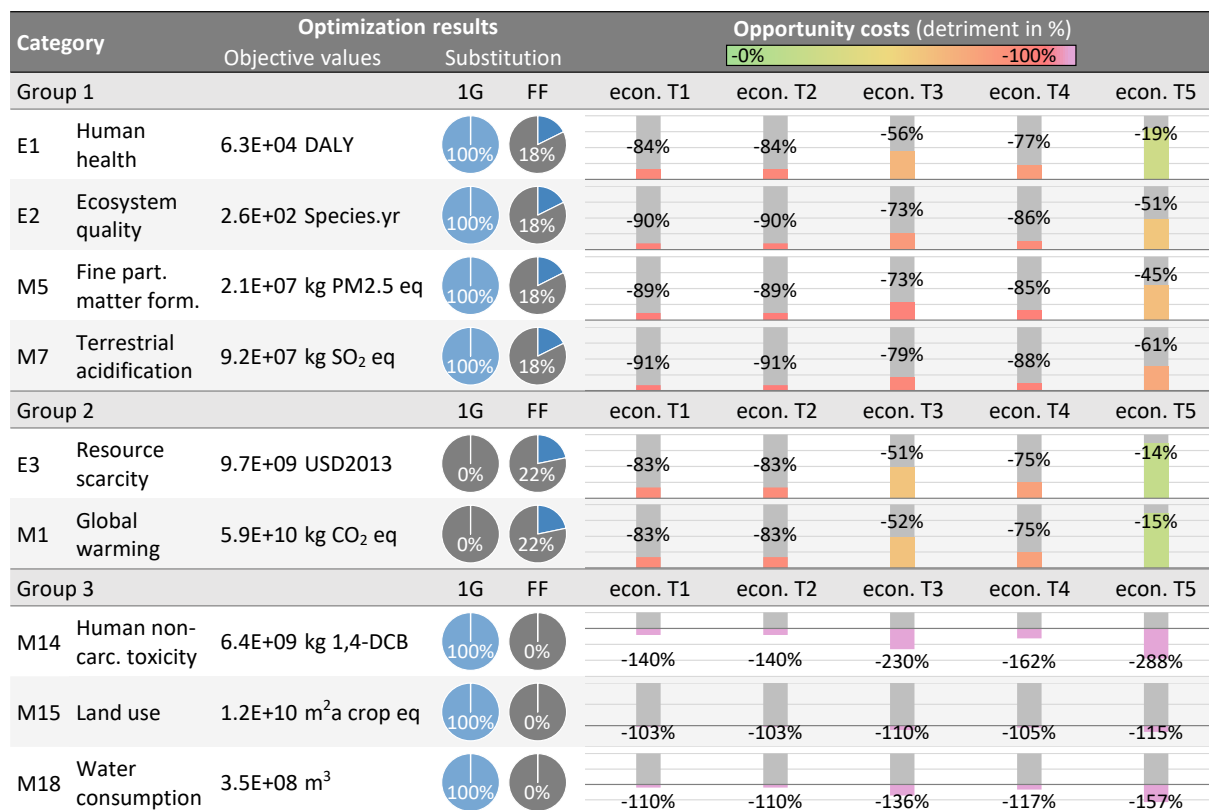 Category Optimization results Opportunity costs (detriment in %)
Objective values Substitution -0% -100%
Group 1 1G FF econ. T1 econ. T2 econ. T3 econ. T4 econ. T5
E1 Human health 6.3E+04 DALY 100% 18% -84% -84% -56% -77% -19%
E2 Ecosystem quality 2.6E+02 Species.yr 100% 18% -90% -90% -73% -86% -51%
M5 Fine part. matter form. 2.1E+07 kg PM2.5 eq 100% 18% -89% -89% -73% -85% -45%
M7 Terrestrial acidification 9.2E+07 kg SO₂ eq 100% 18% -91% -91% -79% -88% -61%
Group 2 1G FF econ. T1 econ. T2 econ. T3 econ. T4 econ. T5
E3 Resource scarcity 9.7E+09 USD2013 0% 22% -83% -83% -51% -75% -14%
M1 Global warming 5.9E+10 kg CO₂ eq 0% 22% -83% -83% -52% -75% -15%
Group 3 1G FF econ. T1 econ. T2 econ. T3 econ. T4 econ. T5
M14 Human non-carc. toxicity 6.4E+09 kg 1,4-DCB 100% 0% -140% -140% -230% -162% -288%
M15 Land use 1.2E+10 m²a crop eq 100% 0% -103% -103% -110% -105% -115%
M18 Water consumption 3.5E+08 m³ 100% 0% -110% -110% -136% -117% -157%